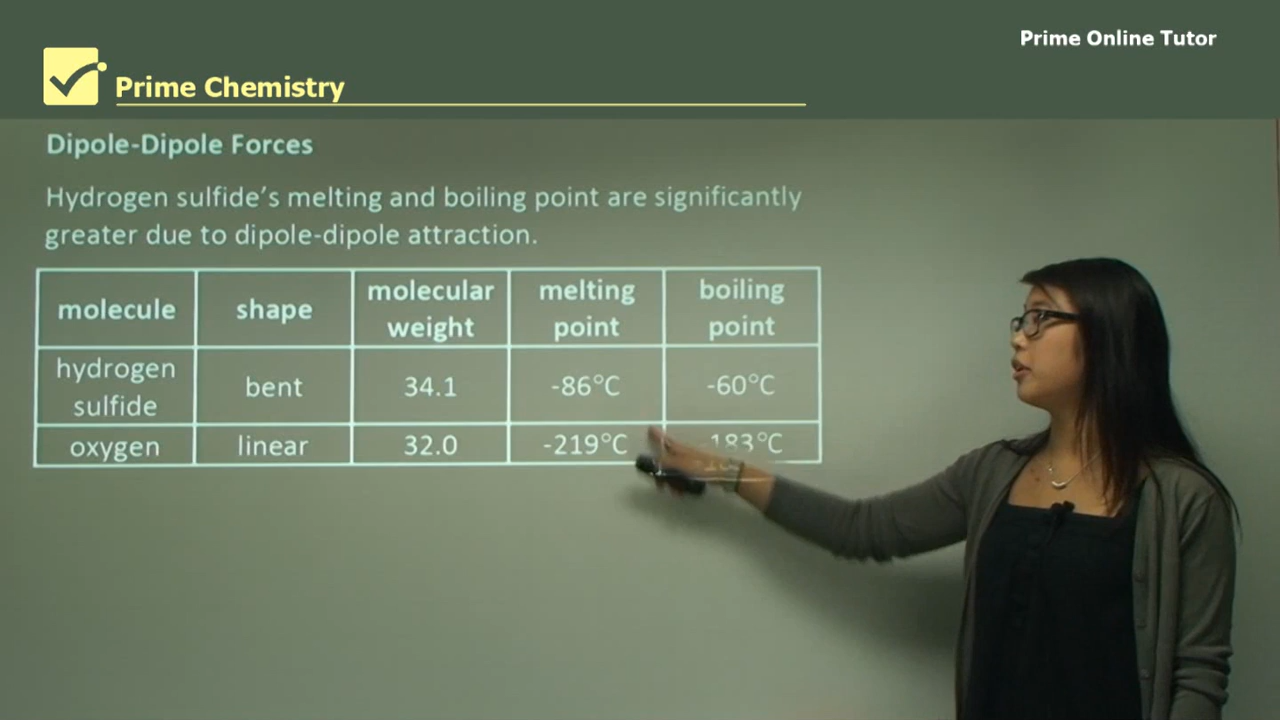 Prime Online Tutor
Prime Chemistry
Dipole-Dipole Forces
Hydrogen sulfide's melting and boiling point are significantly
greater due to dipole-dipole attraction.
molecule shape molecular weight melting point boiling point
hydrogen sulfide bent 34.1 -86°C -60°C
oxygen linear 32.0 -219°C -183°C